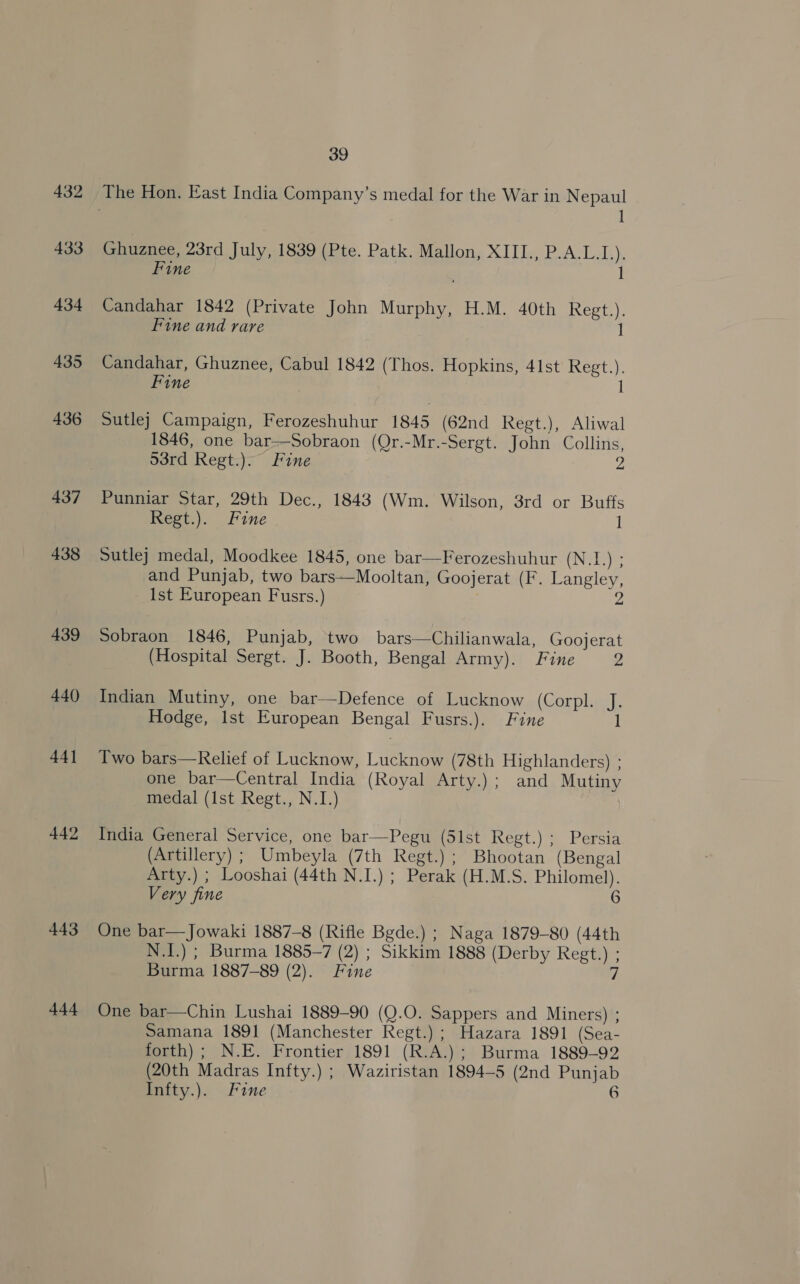 39
432 The Hon. East India Company's medal for the War in Nepaul
1
433 Ghuznee, 23rd July, 1839 (Pte. Patk. Mallon, XIII., P.A.L.I.).
Fine 1
434 Candahar 1842 (Private John Murphy, H.M. 40th Regt.).
Fine and rare 1
435 Candahar, Ghuznee, Cabul 1842 (Thos. Hopkins, 41st Regt.).
Fine 1
436 Sutlej Campaign, Ferozeshuhur 1845 (62nd Regt.), Aliwal
1846, one bar—Sobraon (Qr.-Mr.-Sergt. John Collins,
53rd Regt.). Fine 2
437 Punniar Star, 29th Dec., 1843 (Wm. Wilson, 3rd or Buffs
Regt.). Fine 1
438 Sutlej medal, Moodkee 1845, one bar—Ferozeshuhur (N.I.) ;
and Punjab, two bars—Mooltan, Goojerat (F. Langley,
1st European Fusrs.) 2
439 Sobraon 1846, Punjab, two bars—Chilianwala, Goojerat
(Hospital Sergt. J. Booth, Bengal Army). Fine 2
440 Indian Mutiny, one bar—Defence of Lucknow (Corpl. J.
Hodge, 1st European Bengal Fusrs.). Fine 1
441 Two bars—Relief of Lucknow, Lucknow (78th Highlanders) ;
one bar—Central India (Royal Arty.) ; and Mutiny
medal (1st Regt., N.I.)
442 India General Service, one bar—Pegu (51st Regt.) ; Persia
(Artillery) ; Umbeyla (7th Regt.) ; Bhootan (Bengal
Arty.) ; Looshai (44th N.I.) ; Perak (H.M.S. Philomel).
Very fine 6
443 One bar—Jowaki 1887-8 (Rifle Bgde.) ; Naga 1879-80 (44th
N.I.) ; Burma 1885-7 (2) ; Sikkim 1888 (Derby Regt.) ;
Burma 1887-89 (2). Fine 7
444 One bar—Chin Lushai 1889-90 (Q.O. Sappers and Miners) ;
Samana 1891 (Manchester Regt.) ; Hazara 1891 (Sea-
forth) ; N.E. Frontier 1891 (R.A.) ; Burma 1889-92
(20th Madras Infty.) ; Waziristan 1894-5 (2nd Punjab
Infty.). Fine 6